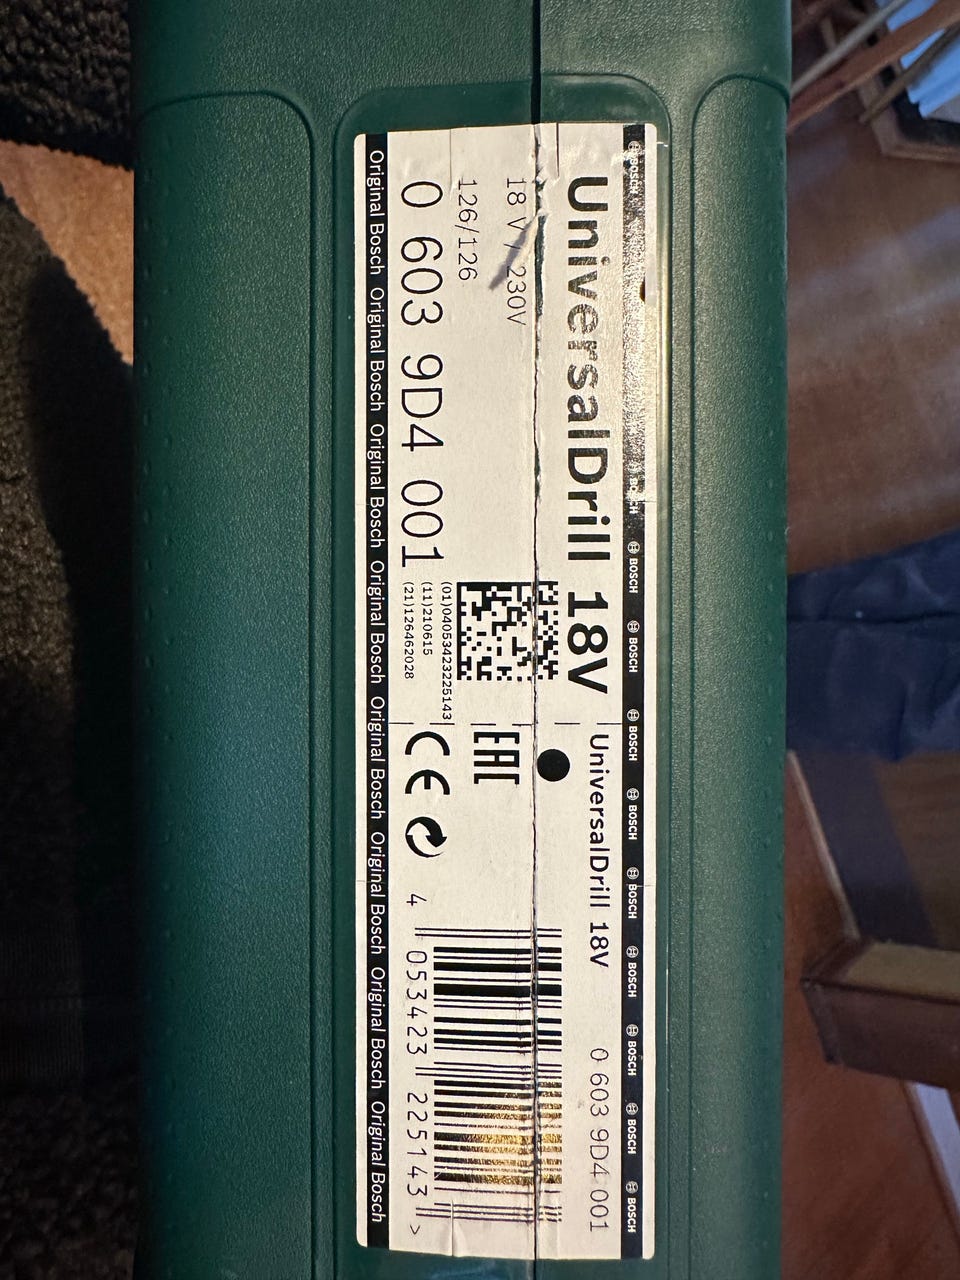 BOSCH BOSCH BOSCH BOSCH BOSCH BOSCH BOSCH BOSCH BOSCH BOSCH BOSCH
UniversalDrill 18V
18 V / 230V
126/126
0 603 9D4 001
(01)04053423225143
(11)210615
(21)126462028
UniversalDrill 18V
0 603 9D4 001
EAC
CE
4 053423 225143 >
Original Bosch Original Bosch Original Bosch Original Bosch Original Bosch Original Bosch Original Bosch Original Bosch